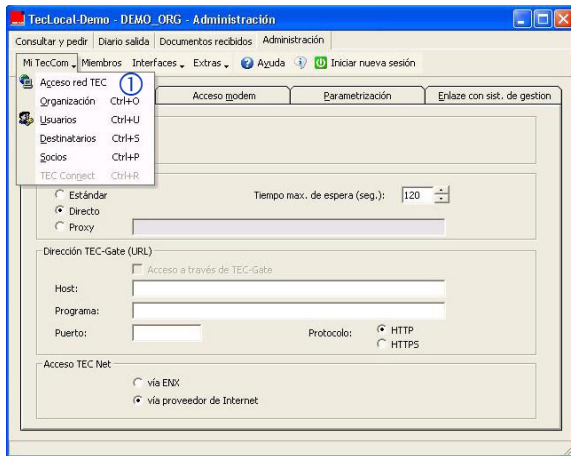 TecLocal-Demo - DEMO_ORG - Administración
Consultar y pedir Diario salida Documentos recibidos Administración
Mi TecCom Miembros Interfaces Extras Ayuda Iniciar nueva sesión
Acceso red TEC 1
Organización Ctrl+O
Usuarios Ctrl+U
Destinatarios Ctrl+S
Socios Ctrl+P
TEC Connect Ctrl+R
Acceso modem Parametrización Enlaze con sist. de gestion
Estándar Tiempo max. de espera (seg.): 120
Directo
Proxy
Dirección TEC-Gate (URL)
Acceso a través de TEC-Gate
Host:
Programa:
Puerto: Protocolo: HTTP
HTTPS
Acceso TEC Net
vía ENX
vía proveedor de Internet